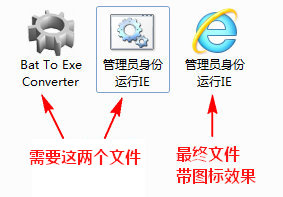 Bat To Exe
Converter
管理员身份
运行IE
管理员身份
运行IE
需要这两个文件
最终文件
带图标效果